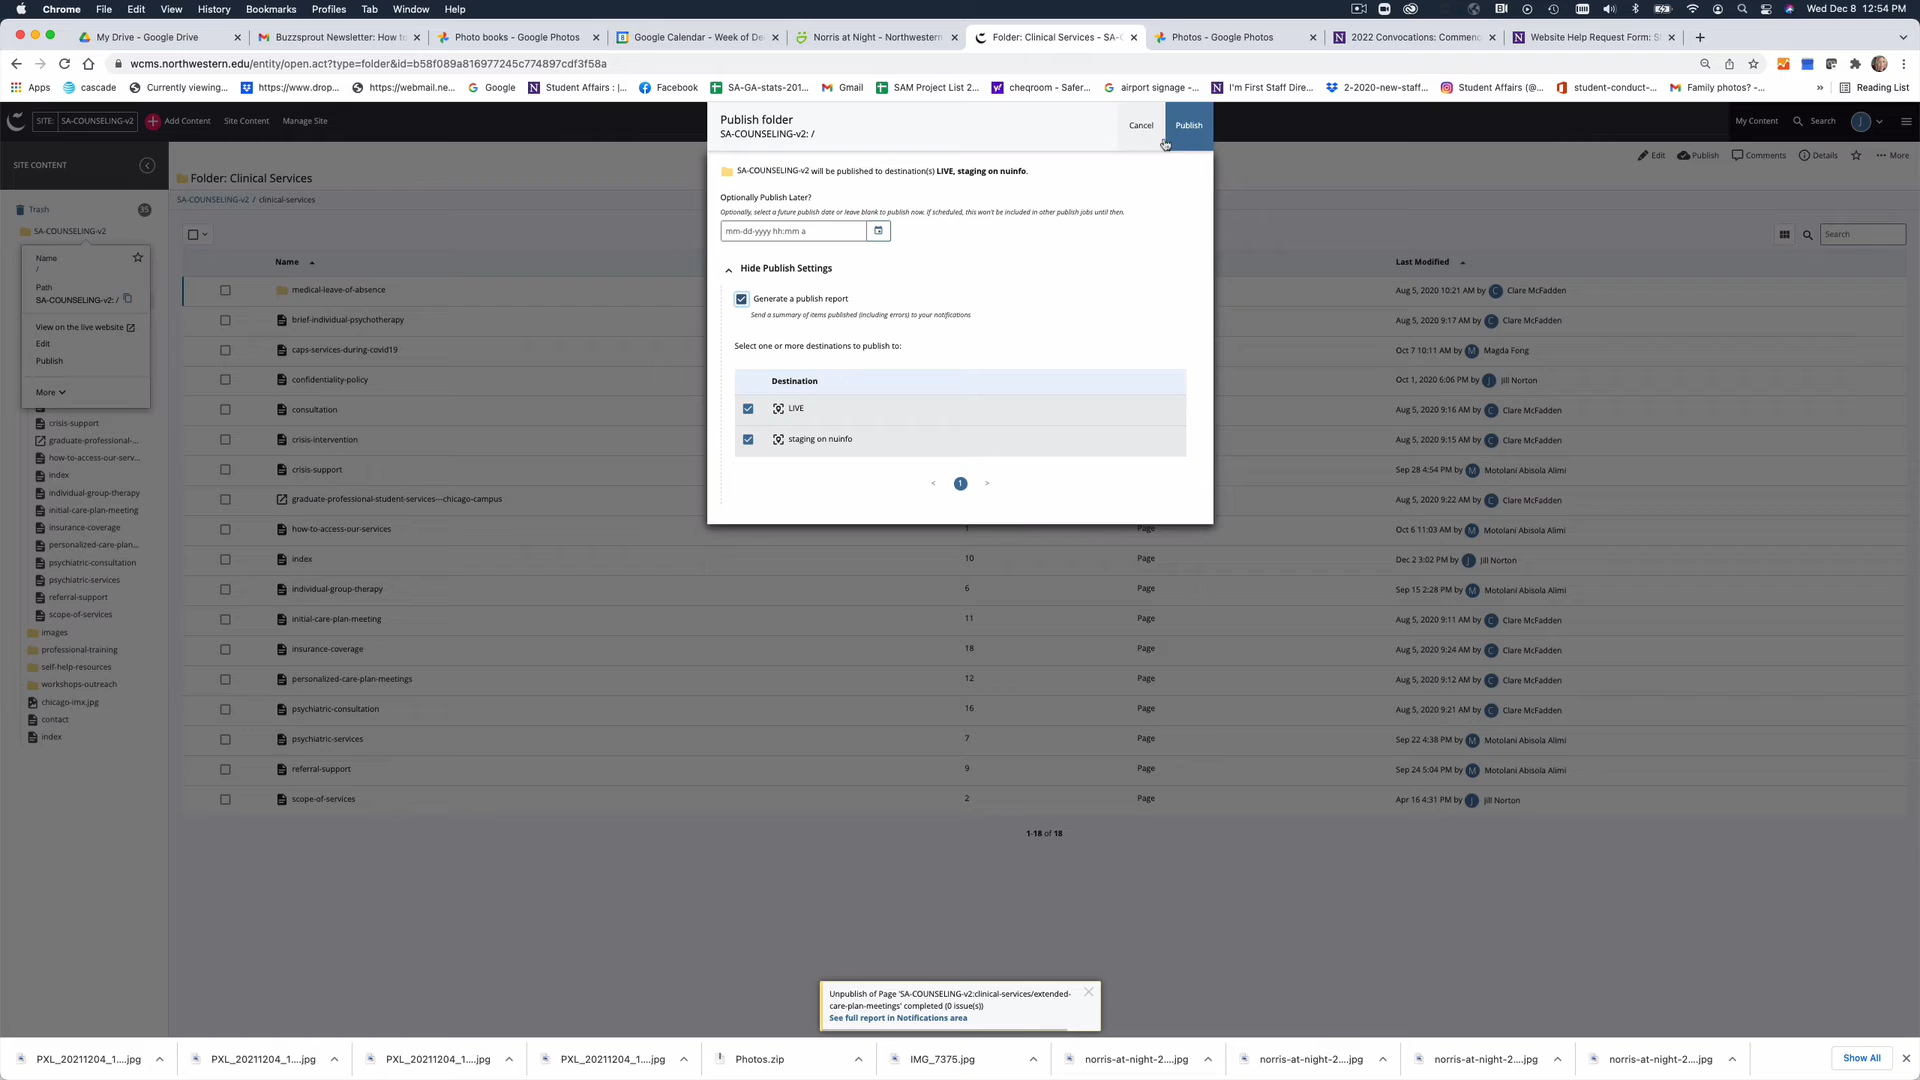 Chrome File Edit View History Bookmarks Profiles Tab Window Help Wed Dec 8 12:54 PM
My Drive - Google Drive
Buzzsprout Newsletter: How to
Photo books - Google Photos
Google Calendar - Week of De
Norris at Night - Northwestern
Folder: Clinical Services - SA-C
Photos - Google Photos
2022 Convocations: Commenc
Website Help Request Form: S
wcms.northwestern.edu/entity/open.act?type=folder&id=b58f089a816977245c774897cdf3f58a
Apps cascade Currently viewing... https://www.drop... https://webmail.ne... Google Student Affairs : |... Facebook SA-GA-stats-201... Gmail SAM Project List 2... cheqroom - Safer... airport signage -... I'm First Staff Dire... 2-2020-new-staff... Student Affairs (@... student-conduct-... Family photos? -... » Reading List
SITE: SA-COUNSELING-v2 Add Content Site Content Manage Site My Content Search J
SITE CONTENT
Trash 35
SA-COUNSELING-v2
Name
/
Path
SA-COUNSELING-v2: /
View on the live website
Edit
Publish
More
crisis-support
graduate-professional-...
how-to-access-our-serv...
index
individual-group-therapy
initial-care-plan-meeting
insurance-coverage
personalized-care-plan...
psychiatric-consultation
psychiatric-services
referral-support
scope-of-services
images
professional-training
self-help-resources
workshops-outreach
chicago-imx.jpg
contact
index
Folder: Clinical Services
SA-COUNSELING-v2 / clinical-services
Edit Publish Comments Details More
Search
Name Last Modified
medical-leave-of-absence Aug 5, 2020 10:21 AM by C Clare McFadden
brief-individual-psychotherapy Aug 5, 2020 9:17 AM by C Clare McFadden
caps-services-during-covid19 Oct 7 10:11 AM by M Magda Fong
confidentiality-policy Oct 1, 2020 6:06 PM by J Jill Norton
consultation Aug 5, 2020 9:16 AM by C Clare McFadden
crisis-intervention Aug 5, 2020 9:15 AM by C Clare McFadden
crisis-support Sep 28 4:54 PM by M Motolani Abisola Alimi
graduate-professional-student-services---chicago-campus Aug 5, 2020 9:22 AM by C Clare McFadden
how-to-access-our-services 1 Page Oct 6 11:03 AM by M Motolani Abisola Alimi
index 10 Page Dec 2 3:02 PM by J Jill Norton
individual-group-therapy 6 Page Sep 15 2:28 PM by M Motolani Abisola Alimi
initial-care-plan-meeting 11 Page Aug 5, 2020 9:11 AM by C Clare McFadden
insurance-coverage 18 Page Aug 5, 2020 9:24 AM by C Clare McFadden
personalized-care-plan-meetings 12 Page Aug 5, 2020 9:12 AM by C Clare McFadden
psychiatric-consultation 16 Page Aug 5, 2020 9:21 AM by C Clare McFadden
psychiatric-services 7 Page Sep 22 4:38 PM by M Motolani Abisola Alimi
referral-support 9 Page Sep 24 5:04 PM by M Motolani Abisola Alimi
scope-of-services 2 Page Apr 16 4:31 PM by J Jill Norton
1-18 of 18
Publish folder
SA-COUNSELING-v2: /
Cancel Publish
SA-COUNSELING-v2 will be published to destination(s) LIVE, staging on nuinfo.
Optionally Publish Later?
Optionally, select a future publish date or leave blank to publish now. If scheduled, this won't be included in other publish jobs until then.
mm-dd-yyyy hh:mm a
Hide Publish Settings
Generate a publish report
Send a summary of items published (including errors) to your notifications
Select one or more destinations to publish to:
Destination
LIVE
staging on nuinfo
< 1 >
Unpublish of Page 'SA-COUNSELING-v2:clinical-services/extended-
care-plan-meetings' completed (0 issue(s))
See full report in Notifications area
PXL_20211204_1....jpg PXL_20211204_1....jpg PXL_20211204_1....jpg PXL_20211204_1....jpg Photos.zip IMG_7375.jpg norris-at-night-2....jpg norris-at-night-2....jpg norris-at-night-2....jpg norris-at-night-2....jpg Show All